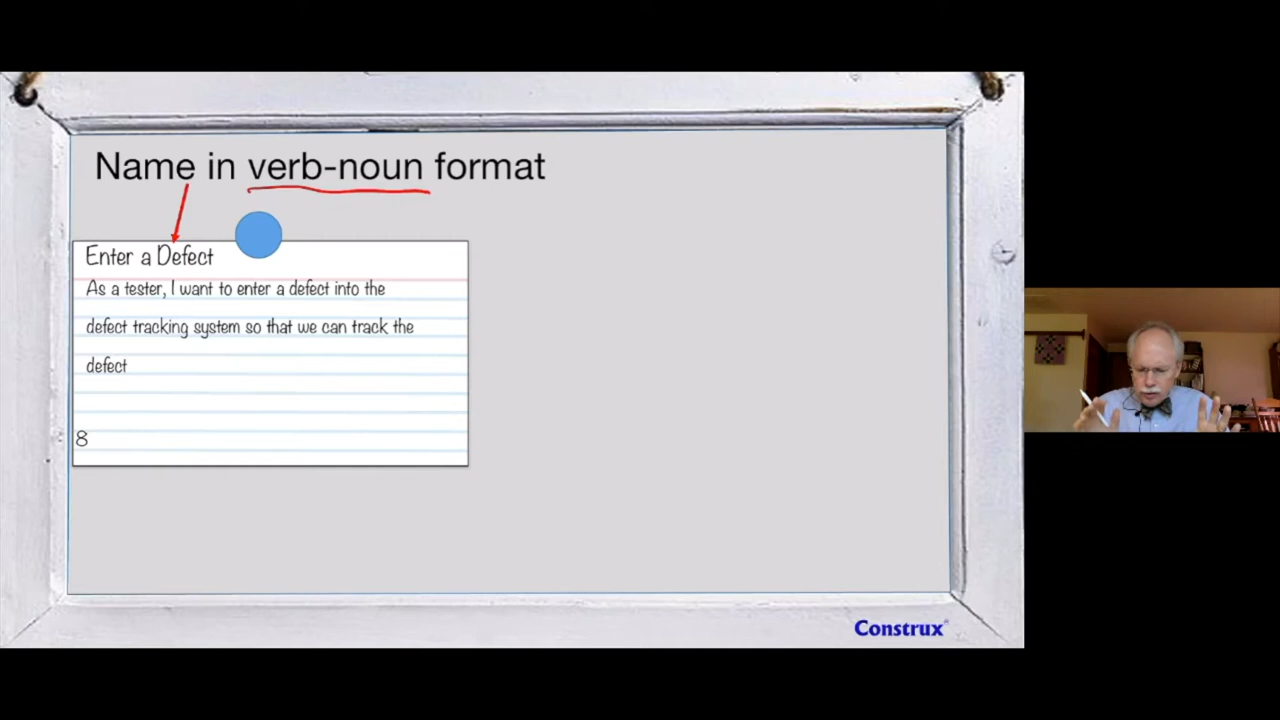 Name in verb-noun format
Enter a Defect
As a tester, I want to enter a defect into the
defect tracking system so that we can track the
defect
8
Construx